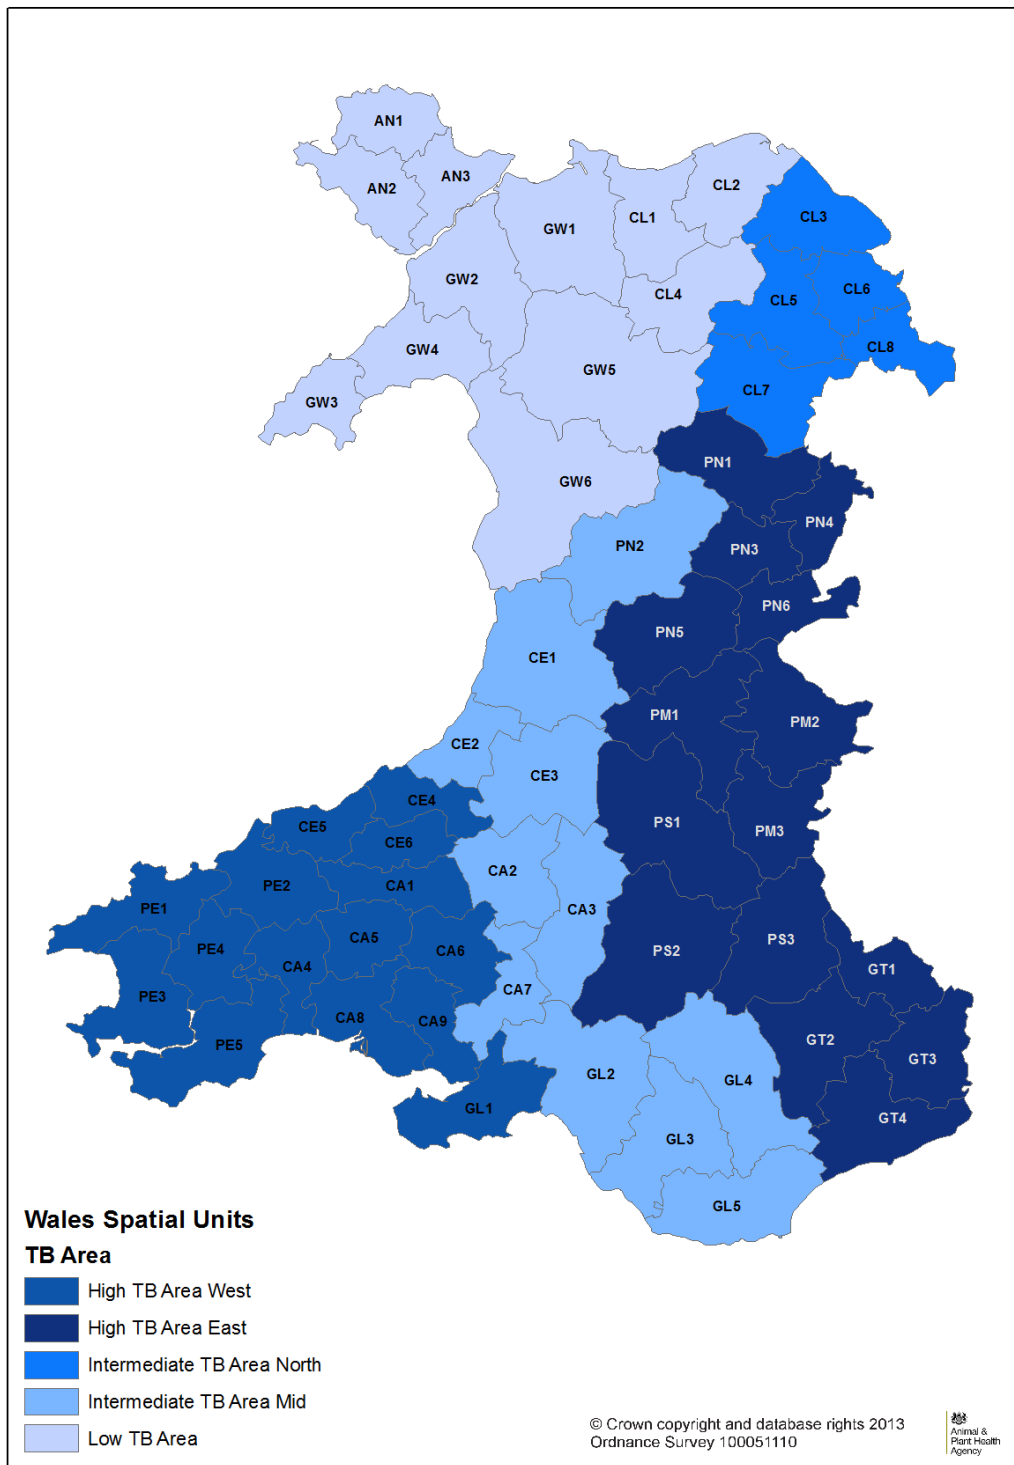 AN1
AN2
AN3
GW1
CL1
CL2
CL3
GW2
CL4
CL5
CL6
GW4
CL8
GW5
GW3
CL7
PN1
GW6
PN4
PN2
PN3
PN6
PN5
CE1
PM1
PM2
CE2
CE3
CE4
CE5
PS1
PM3
CE6
CA2
CA1
PE2
PE1
CA3
CA5
PS3
PE4
CA6
PS2
CA4
GT1
CA7
PE3
CA8
CA9
GT2
PE5
GT3
GL2
GL4
GL1
GT4
GL3
GL5
Wales Spatial Units
TB Area
High TB Area West
High TB Area East
Intermediate TB Area North
Intermediate TB Area Mid
Low TB Area
© Crown copyright and database rights 2013
Ordnance Survey 100051110
Animal &
Plant Health
Agency